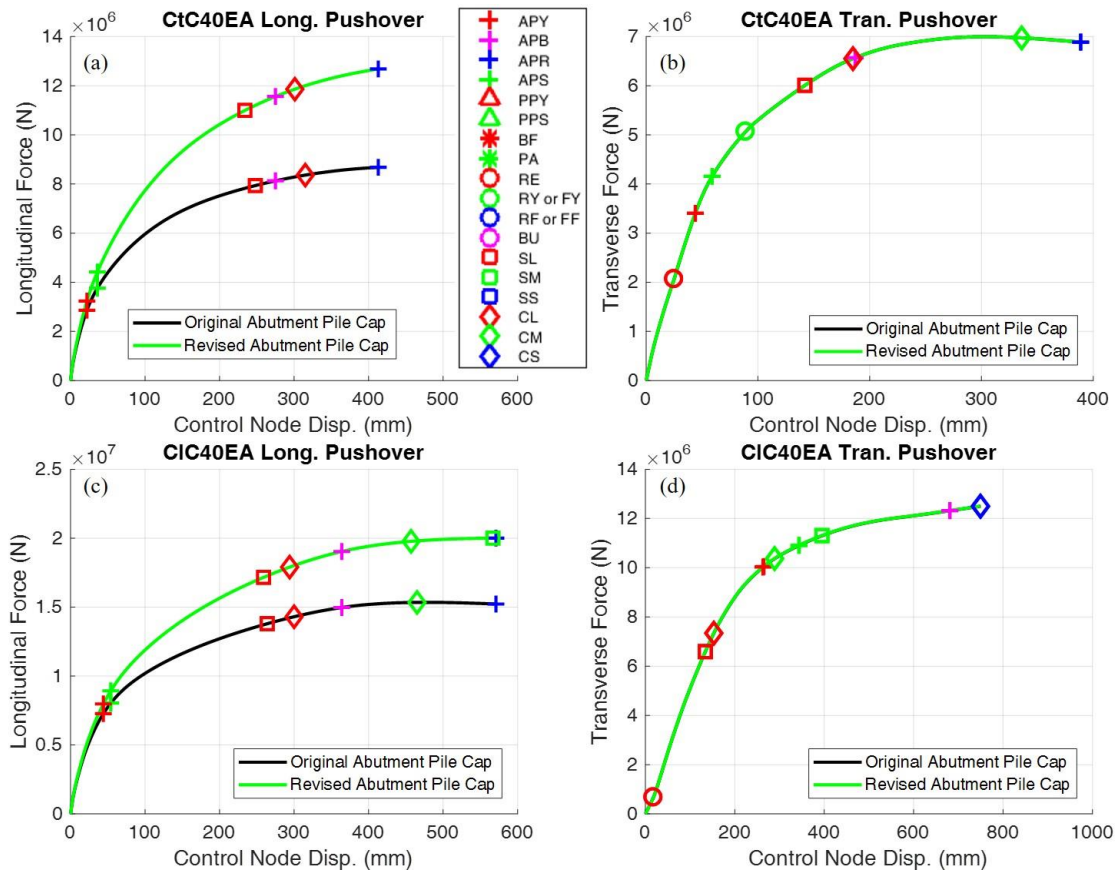 CtC40EA Long. Pushover
×10⁶
(a)
14
12
10
8
6
4
2
0
Longitudinal Force (N)
Original Abutment Pile Cap
Revised Abutment Pile Cap
0 100 200 300 400 500 600
Control Node Disp. (mm)
APY
APB
APR
APS
PPY
PPS
BF
PA
RE
RY or FY
RF or FF
BU
SL
SM
SS
CL
CM
CS
CtC40EA Tran. Pushover
×10⁶
(b)
7
6
5
4
3
2
1
0
Transverse Force (N)
Original Abutment Pile Cap
Revised Abutment Pile Cap
0 100 200 300 400
Control Node Disp. (mm)
ClC40EA Long. Pushover
×10⁷
(c)
2.5
2
1.5
1
0.5
0
Longitudinal Force (N)
Original Abutment Pile Cap
Revised Abutment Pile Cap
0 100 200 300 400 500 600
Control Node Disp. (mm)
ClC40EA Tran. Pushover
×10⁶
(d)
14
12
10
8
6
4
2
0
Transverse Force (N)
Original Abutment Pile Cap
Revised Abutment Pile Cap
0 200 400 600 800 1000
Control Node Disp. (mm)